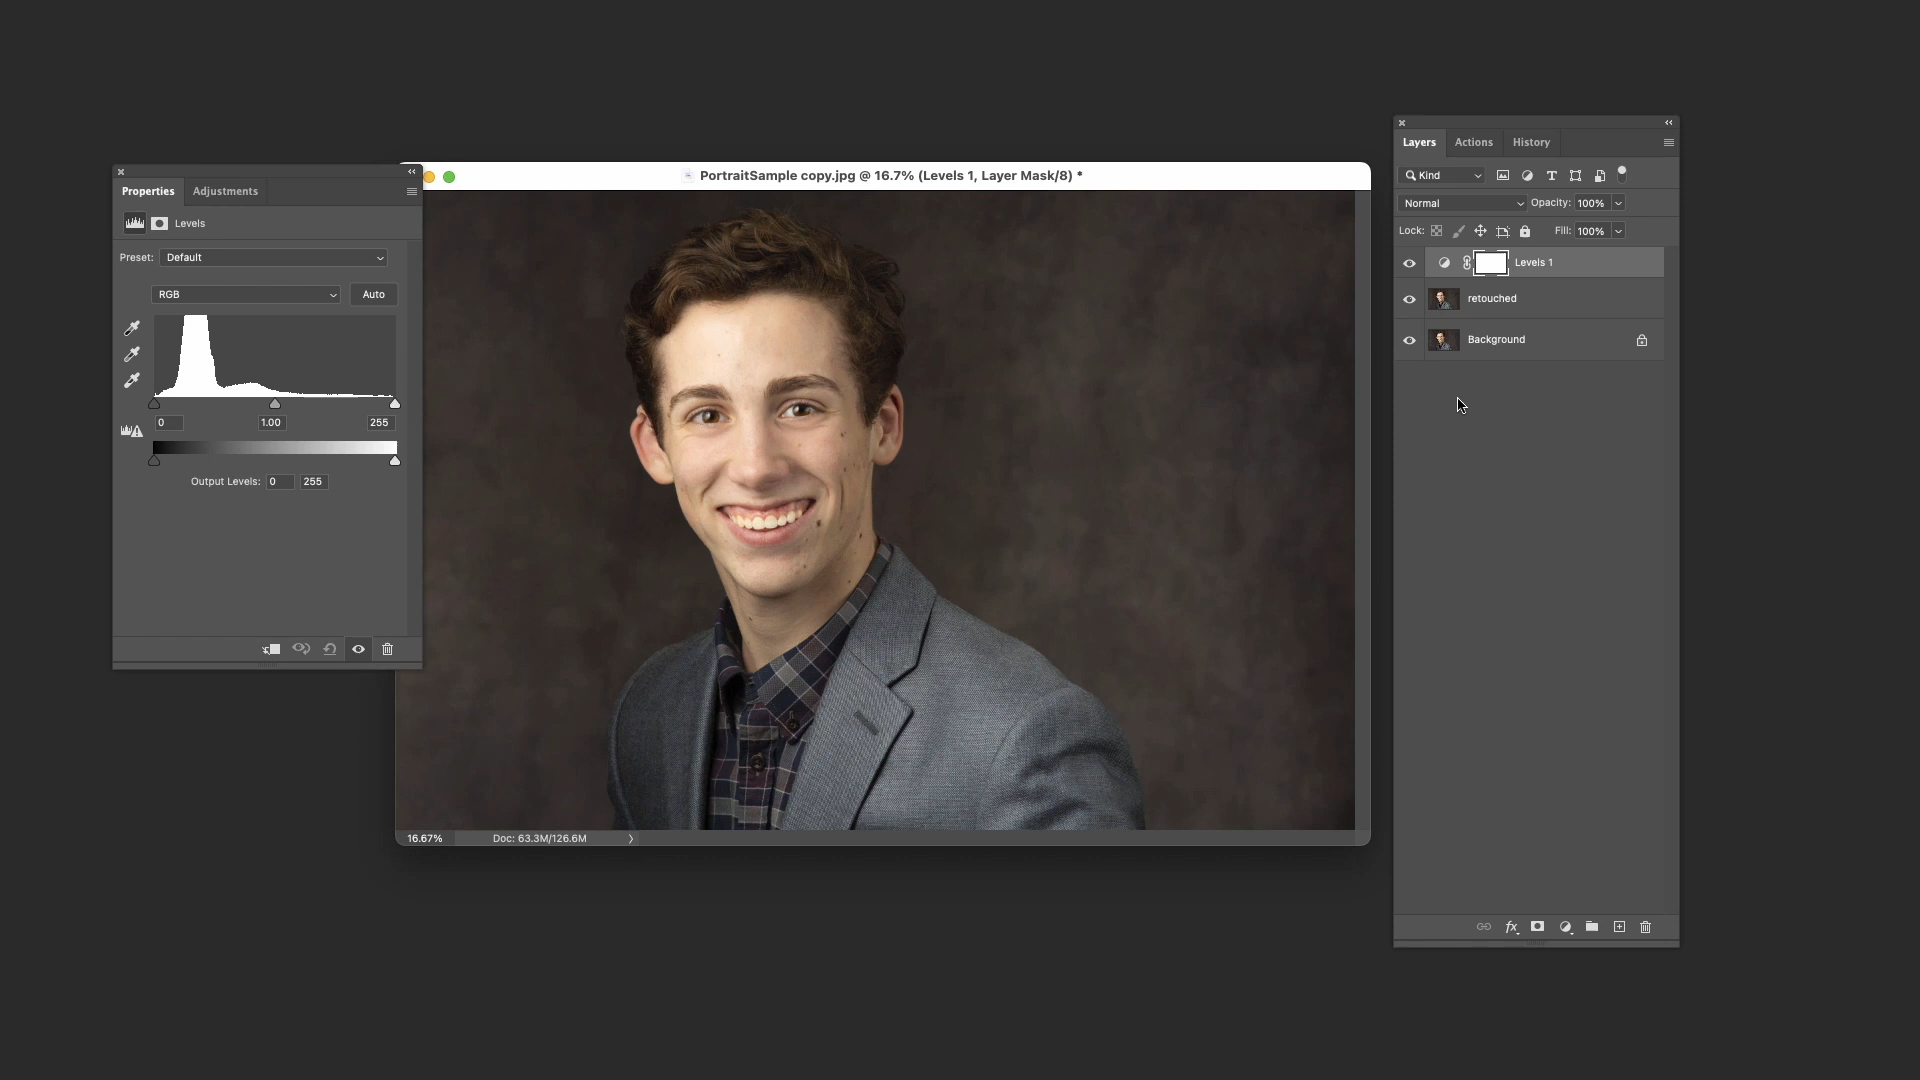 PortraitSample copy.jpg @ 16.7% (Levels 1, Layer Mask/8) *
Properties
Adjustments
Levels
Preset: Default
RGB
Auto
0
1.00
255
Output Levels: 0 255
16.67%
Doc: 63.3M/126.6M
Layers
Actions
History
Kind
T
Normal
Opacity: 100%
Lock:
Fill: 100%
Levels 1
retouched
Background
fx